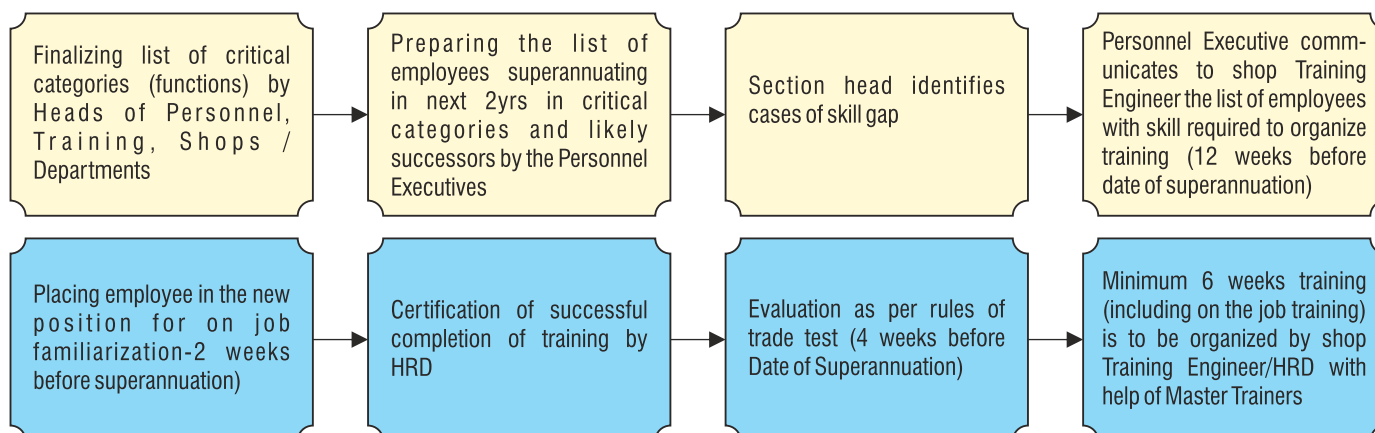 Finalizing list of critical
categories (functions) by
Heads of Personnel,
Training, Shops /
Departments
Preparing the list of
employees superannuating
in next 2yrs in critical
categories and likely
successors by the Personnel
Executives
Section head identifies
cases of skill gap
Personnel Executive comm-
unicates to shop Training
Engineer the list of employees
with skill required to organize
training (12 weeks before
date of superannuation)
Placing employee in the new
position for on job
familiarization-2 weeks
before superannuation)
Certification of successful
completion of training by
HRD
Evaluation as per rules of
trade test (4 weeks before
Date of Superannuation)
Minimum 6 weeks training
(including on the job training)
is to be organized by shop
Training Engineer/HRD with
help of Master Trainers